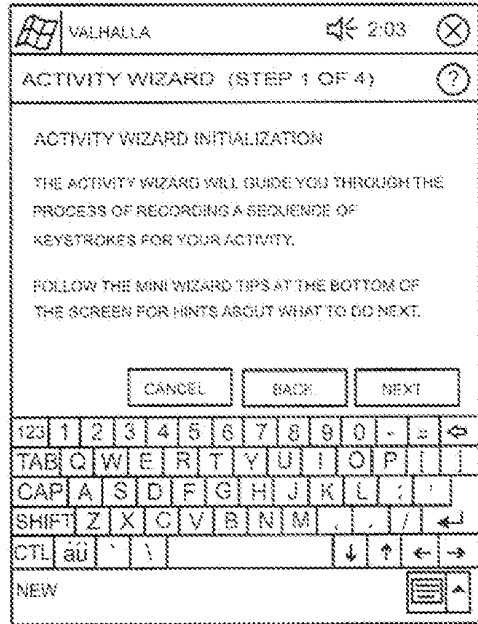 VALHALLA 2:03
ACTIVITY WIZARD (STEP 1 OF 4) ?
ACTIVITY WIZARD INITIALIZATION
THE ACTIVITY WIZARD WILL GUIDE YOU THROUGH THE
PROCESS OF RECORDING A SEQUENCE OF
KEYSTROKES FOR YOUR ACTIVITY.
FOLLOW THE MINI WIZARD TIPS AT THE BOTTOM OF
THE SCREEN FOR HINTS ABOUT WHAT TO DO NEXT.
CANCEL BACK NEXT
123 1 2 3 4 5 6 7 8 9 0 - =
TAB Q W E R T Y U I O P [ ]
CAP A S D F G H J K L ; '
SHIFT Z X C V B N M , . /
CTL áü ` \
NEW